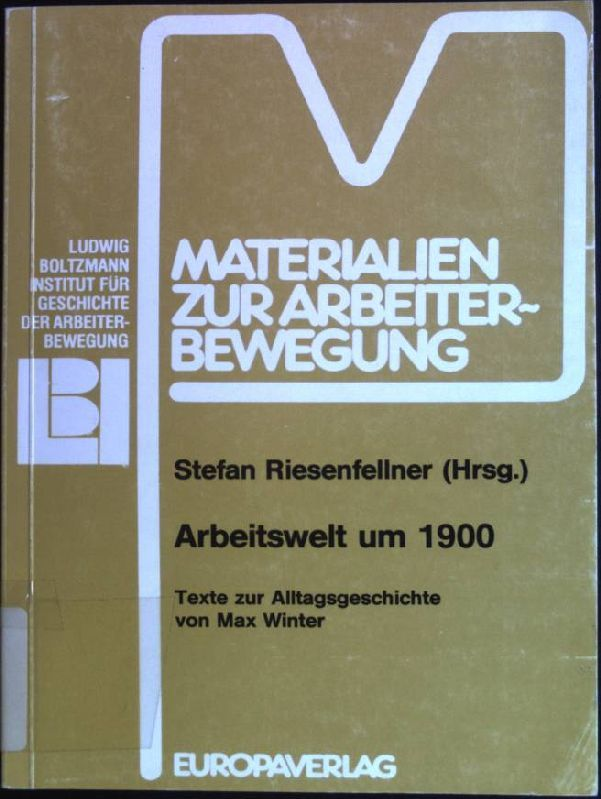 LUDWIG
BOLTZMANN
INSTITUT FÜR
GESCHICHTE
DER ARBEITER-
BEWEGUNG
LBI
MATERIALIEN
ZUR ARBEITER-
BEWEGUNG
Stefan Riesenfellner (Hrsg.)
Arbeitswelt um 1900
Texte zur Alltagsgeschichte
von Max Winter
EUROPAVERLAG